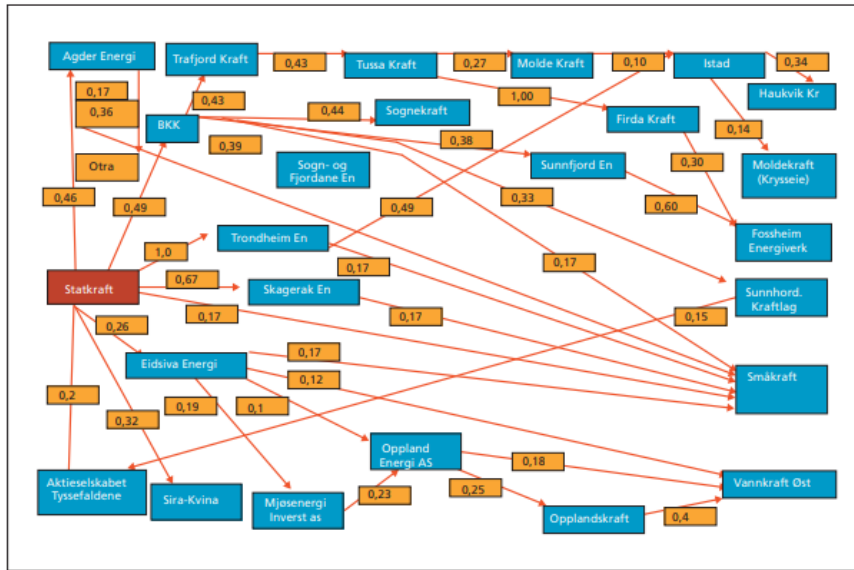 Agder Energi
Trafjord Kraft
0,43
Tussa Kraft
0,27
Molde Kraft
0,10
Istad
0,34
Haukvik Kr
0,17
0,36
0,43
BKK
0,44
Sognekraft
1,00
Firda Kraft
0,14
Otra
0,39
Sogn- og
Fjordane En
0,38
Sunnfjord En
0,30
Moldekraft
(Krysseie)
0,46
0,49
0,49
0,33
0,60
Fossheim
Energiverk
1,0
Trondheim En
0,17
0,17
Statkraft
0,67
Skagerak En
Sunnhord.
Kraftlag
0,26
0,17
0,17
0,15
Eidsiva Energi
0,17
0,12
Småkraft
0,2
0,32
0,19
0,1
Oppland
Energi AS
0,18
Aktieselskabet
Tyssefaldene
Sira-Kvina
Mjøsenergi
Inverst as
0,23
0,25
Vannkraft Øst
Opplandskraft
0,4